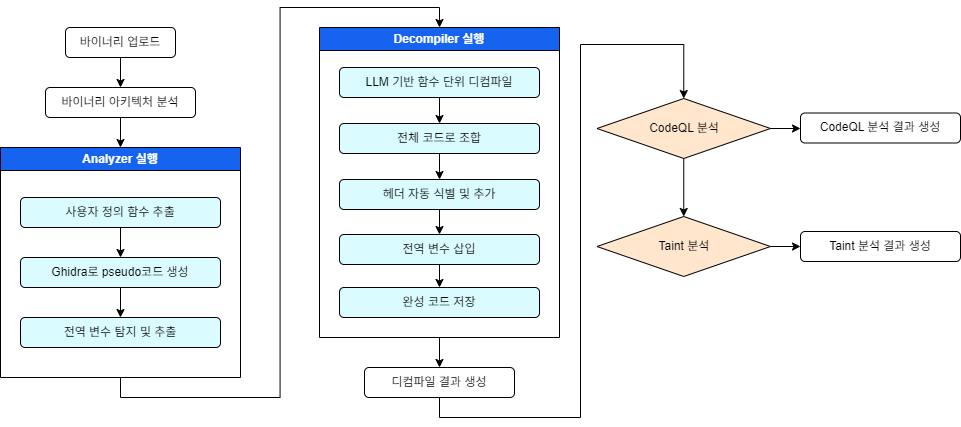 바이너리 업로드
바이너리 아키텍처 분석
Analyzer 실행
사용자 정의 함수 추출
Ghidra로 pseudo코드 생성
전역 변수 탐지 및 추출
Decompiler 실행
LLM 기반 함수 단위 디컴파일
전체 코드로 조합
헤더 자동 식별 및 추가
전역 변수 삽입
완성 코드 저장
디컴파일 결과 생성
CodeQL 분석
CodeQL 분석 결과 생성
Taint 분석
Taint 분석 결과 생성